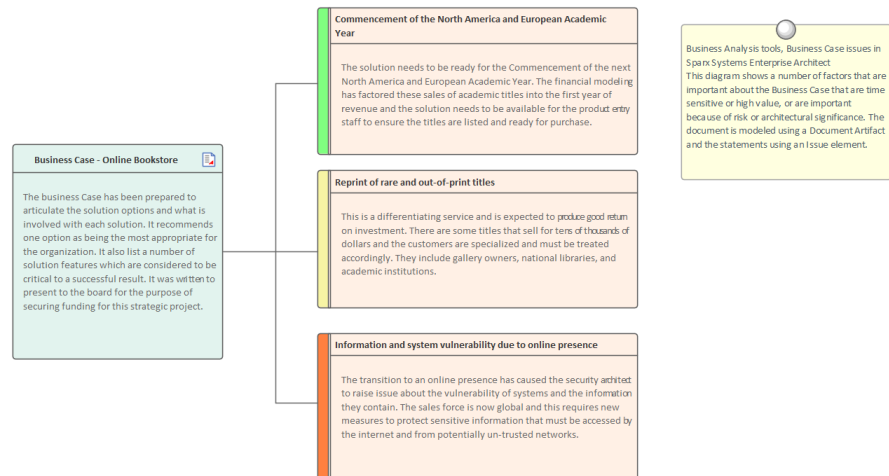 Commencement of the North America and European Academic
Year
The solution needs to be ready for the Commencement of the next
North America and European Academic Year. The financial modeling
has factored these sales of academic titles into the first year of
revenue and the solution needs to be available for the product entry
staff to ensure the titles are listed and ready for purchase.
Business Analysis tools, Business Case issues in
Sparx Systems Enterprise Architect
This diagram shows a number of factors that are
important about the Business Case that are time
sensitive or high value, or are important
because of risk or architectural significance. The
document is modeled using a Document Artifact
and the statements using an Issue element.
Business Case - Online Bookstore
The business Case has been prepared to
articulate the solution options and what is
involved with each solution. It recommends
one option as being the most appropriate for
the organization. It also list a number of
solution features which are considered to be
critical to a successful result. It was written to
present to the board for the purpose of
securing funding for this strategic project.
Reprint of rare and out-of-print titles
This is a differentiating service and is expected to produce good return
on investment. There are some titles that sell for tens of thousands of
dollars and the customers are specialized and must be treated
accordingly. They include gallery owners, national libraries, and
academic institutions.
Information and system vulnerability due to online presence
The transition to an online presence has caused the security architect
to raise issue about the vulnerability of systems and the information
they contain. The sales force is now global and this requires new
measures to protect sensitive information that must be accessed by
the internet and from potentially un-trusted networks.